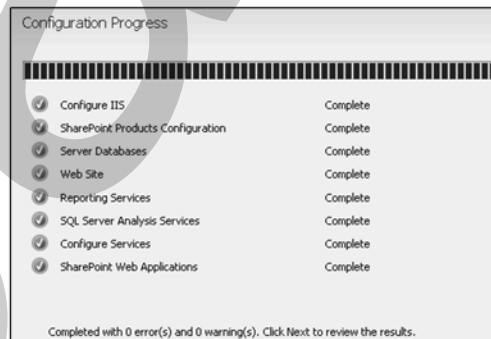 Configuration Progress
Configure IIS Complete
SharePoint Products Configuration Complete
Server Databases Complete
Web Site Complete
Reporting Services Complete
SQL Server Analysis Services Complete
Configure Services Complete
SharePoint Web Applications Complete
Completed with 0 error(s) and 0 warning(s). Click Next to review the results.